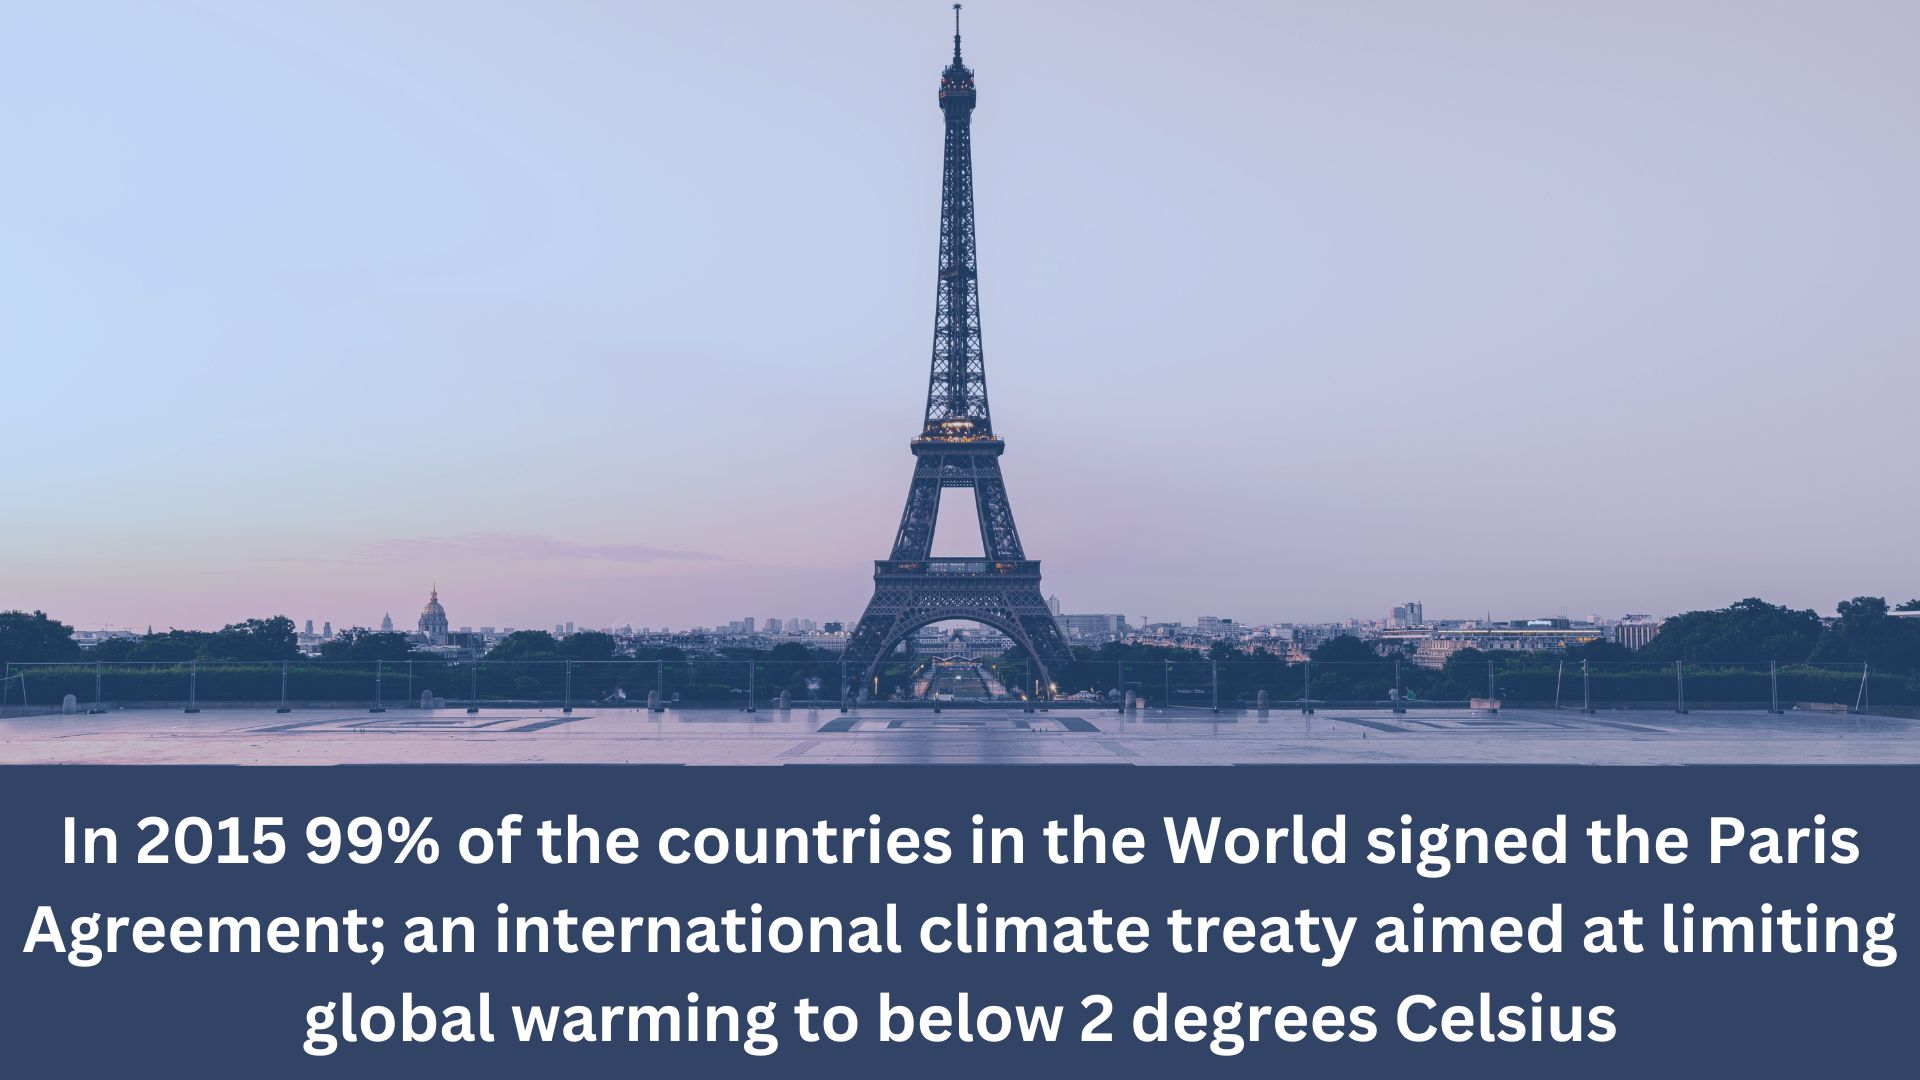 In 2015 99% of the countries in the World signed the Paris
Agreement; an international climate treaty aimed at limiting
global warming to below 2 degrees Celsius